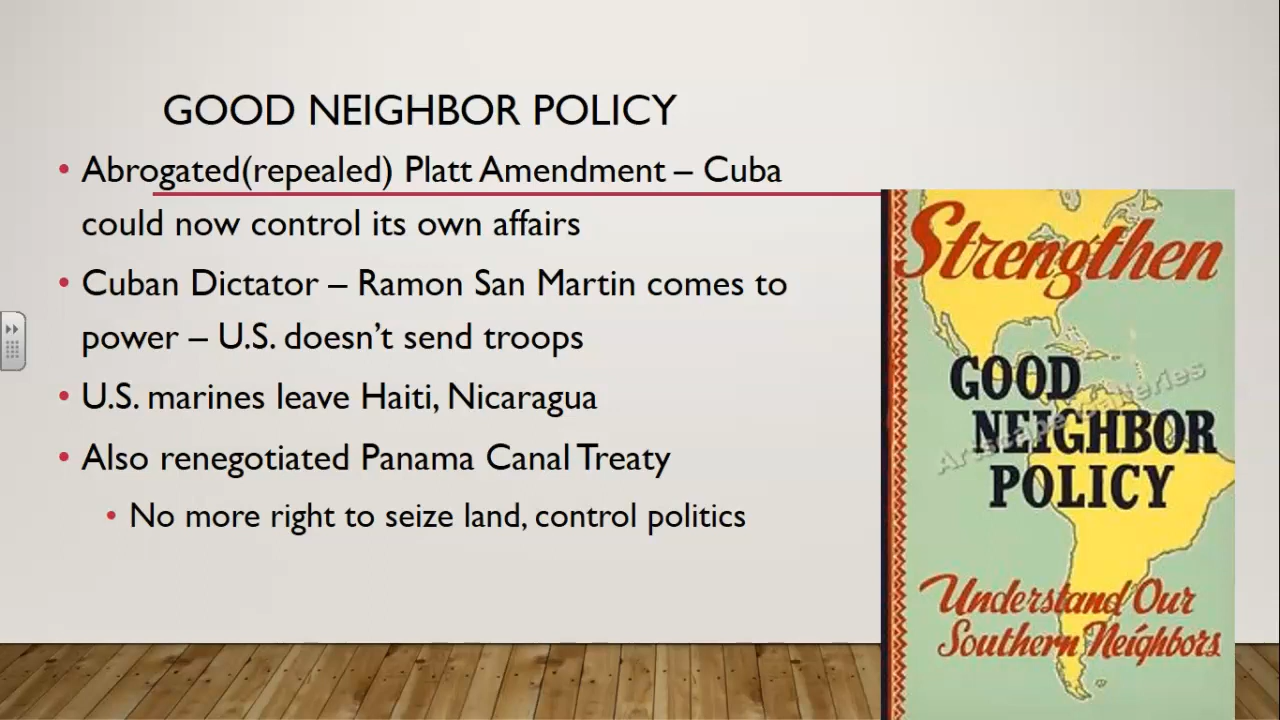 GOOD NEIGHBOR POLICY
• Abrogated(repealed) Platt Amendment – Cuba
could now control its own affairs
• Cuban Dictator – Ramon San Martin comes to
power – U.S. doesn’t send troops
• U.S. marines leave Haiti, Nicaragua
• Also renegotiated Panama Canal Treaty
• No more right to seize land, control politics
Strengthen
GOOD
NEIGHBOR
POLICY
Understand Our
Southern Neighbors